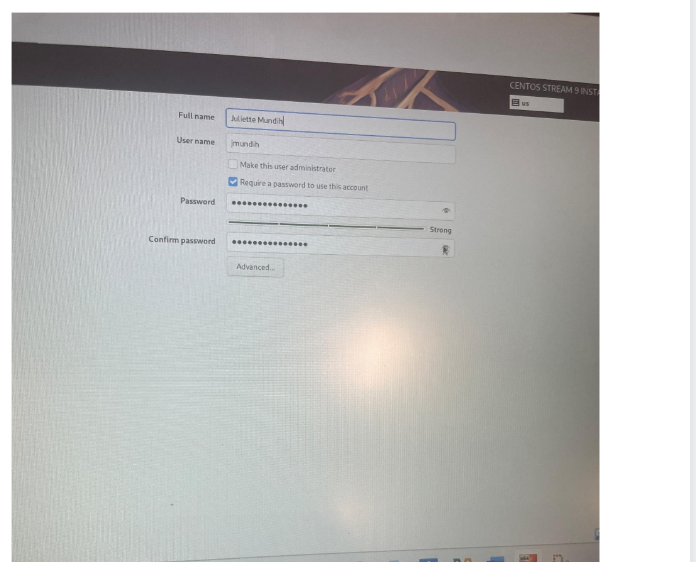 CENTOS STREAM 9 INSTA
us
Full name Juliette Mundih
User name jmundih
Make this user administrator
Require a password to use this account
Password ••••••••••••••••
Strong
Confirm password ••••••••••••••••
Advanced...